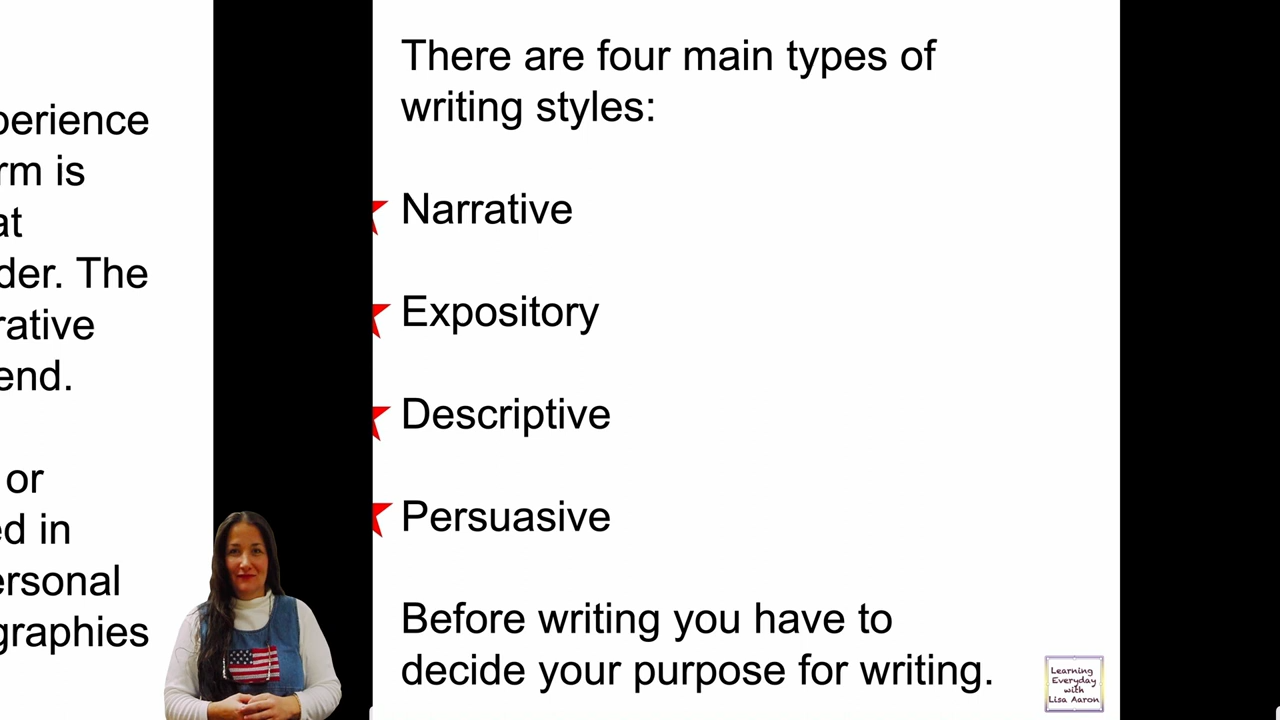 perience
rm is
at
der. The
rative
end.
or
ed in
ersonal
graphies
There are four main types of
writing styles:
Narrative
Expository
Descriptive
Persuasive
Before writing you have to
decide your purpose for writing.
Learning
Everyday
with
Lisa Aaron